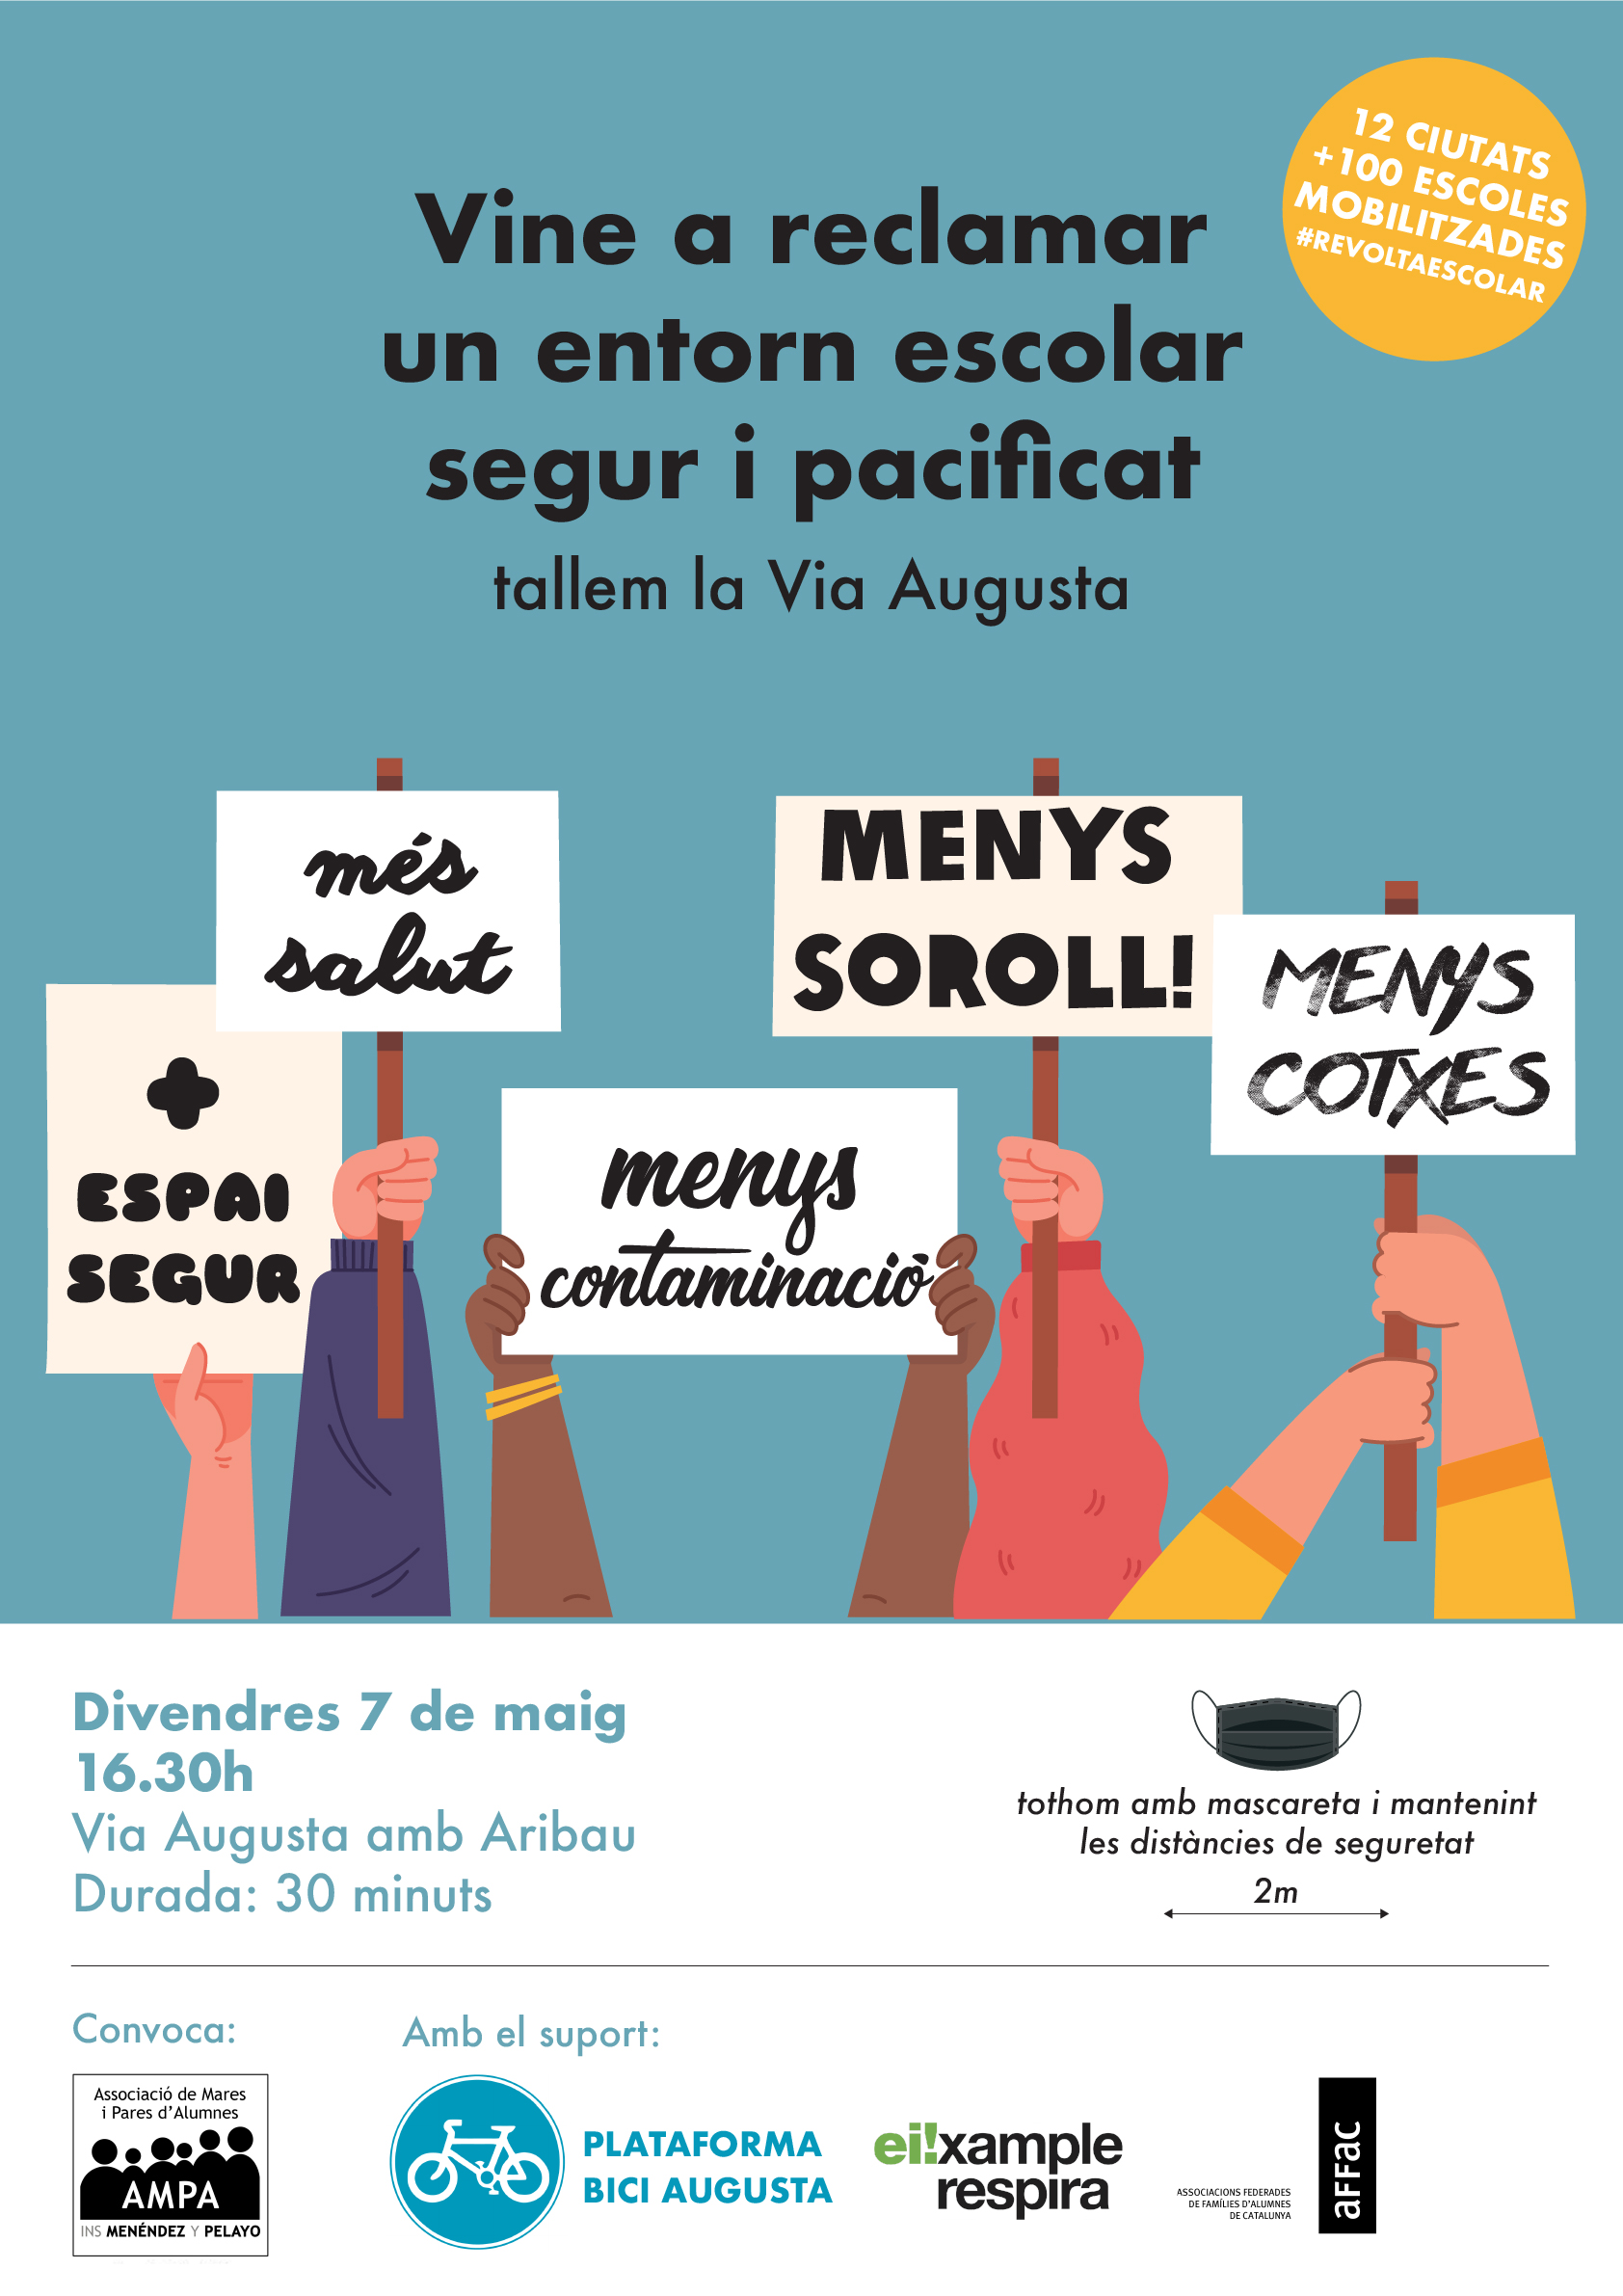 12 CIUTATS
+100 ESCOLES
MOBILITZADES
#REVOLTAESCOLAR
Vine a reclamar
un entorn escolar
segur i pacificat
tallem la Via Augusta
més
salut
MENYS
SOROLL!
MENYS
COTXES
+
ESPAI
SEGUR
menys
contaminació
Divendres 7 de maig
16.30h
Via Augusta amb Aribau
Durada: 30 minuts
tothom amb mascareta i mantenint
les distàncies de seguretat
2m
Convoca:
Associació de Mares
i Pares d'Alumnes
AMPA
INS MENÉNDEZ Y PELAYO
Amb el suport:
PLATAFORMA
BICI AUGUSTA
ei!xample
respira
ASSOCIACIONS FEDERADES
DE FAMÍLIES D'ALUMNES
DE CATALUNYA
aFFaC